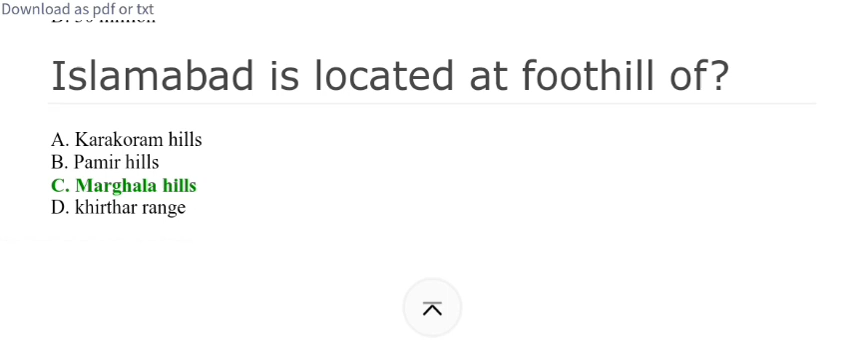 Download as pdf or txt
Islamabad is located at foothill of?
A. Karakoram hills
B. Pamir hills
C. Marghala hills
D. khirthar range